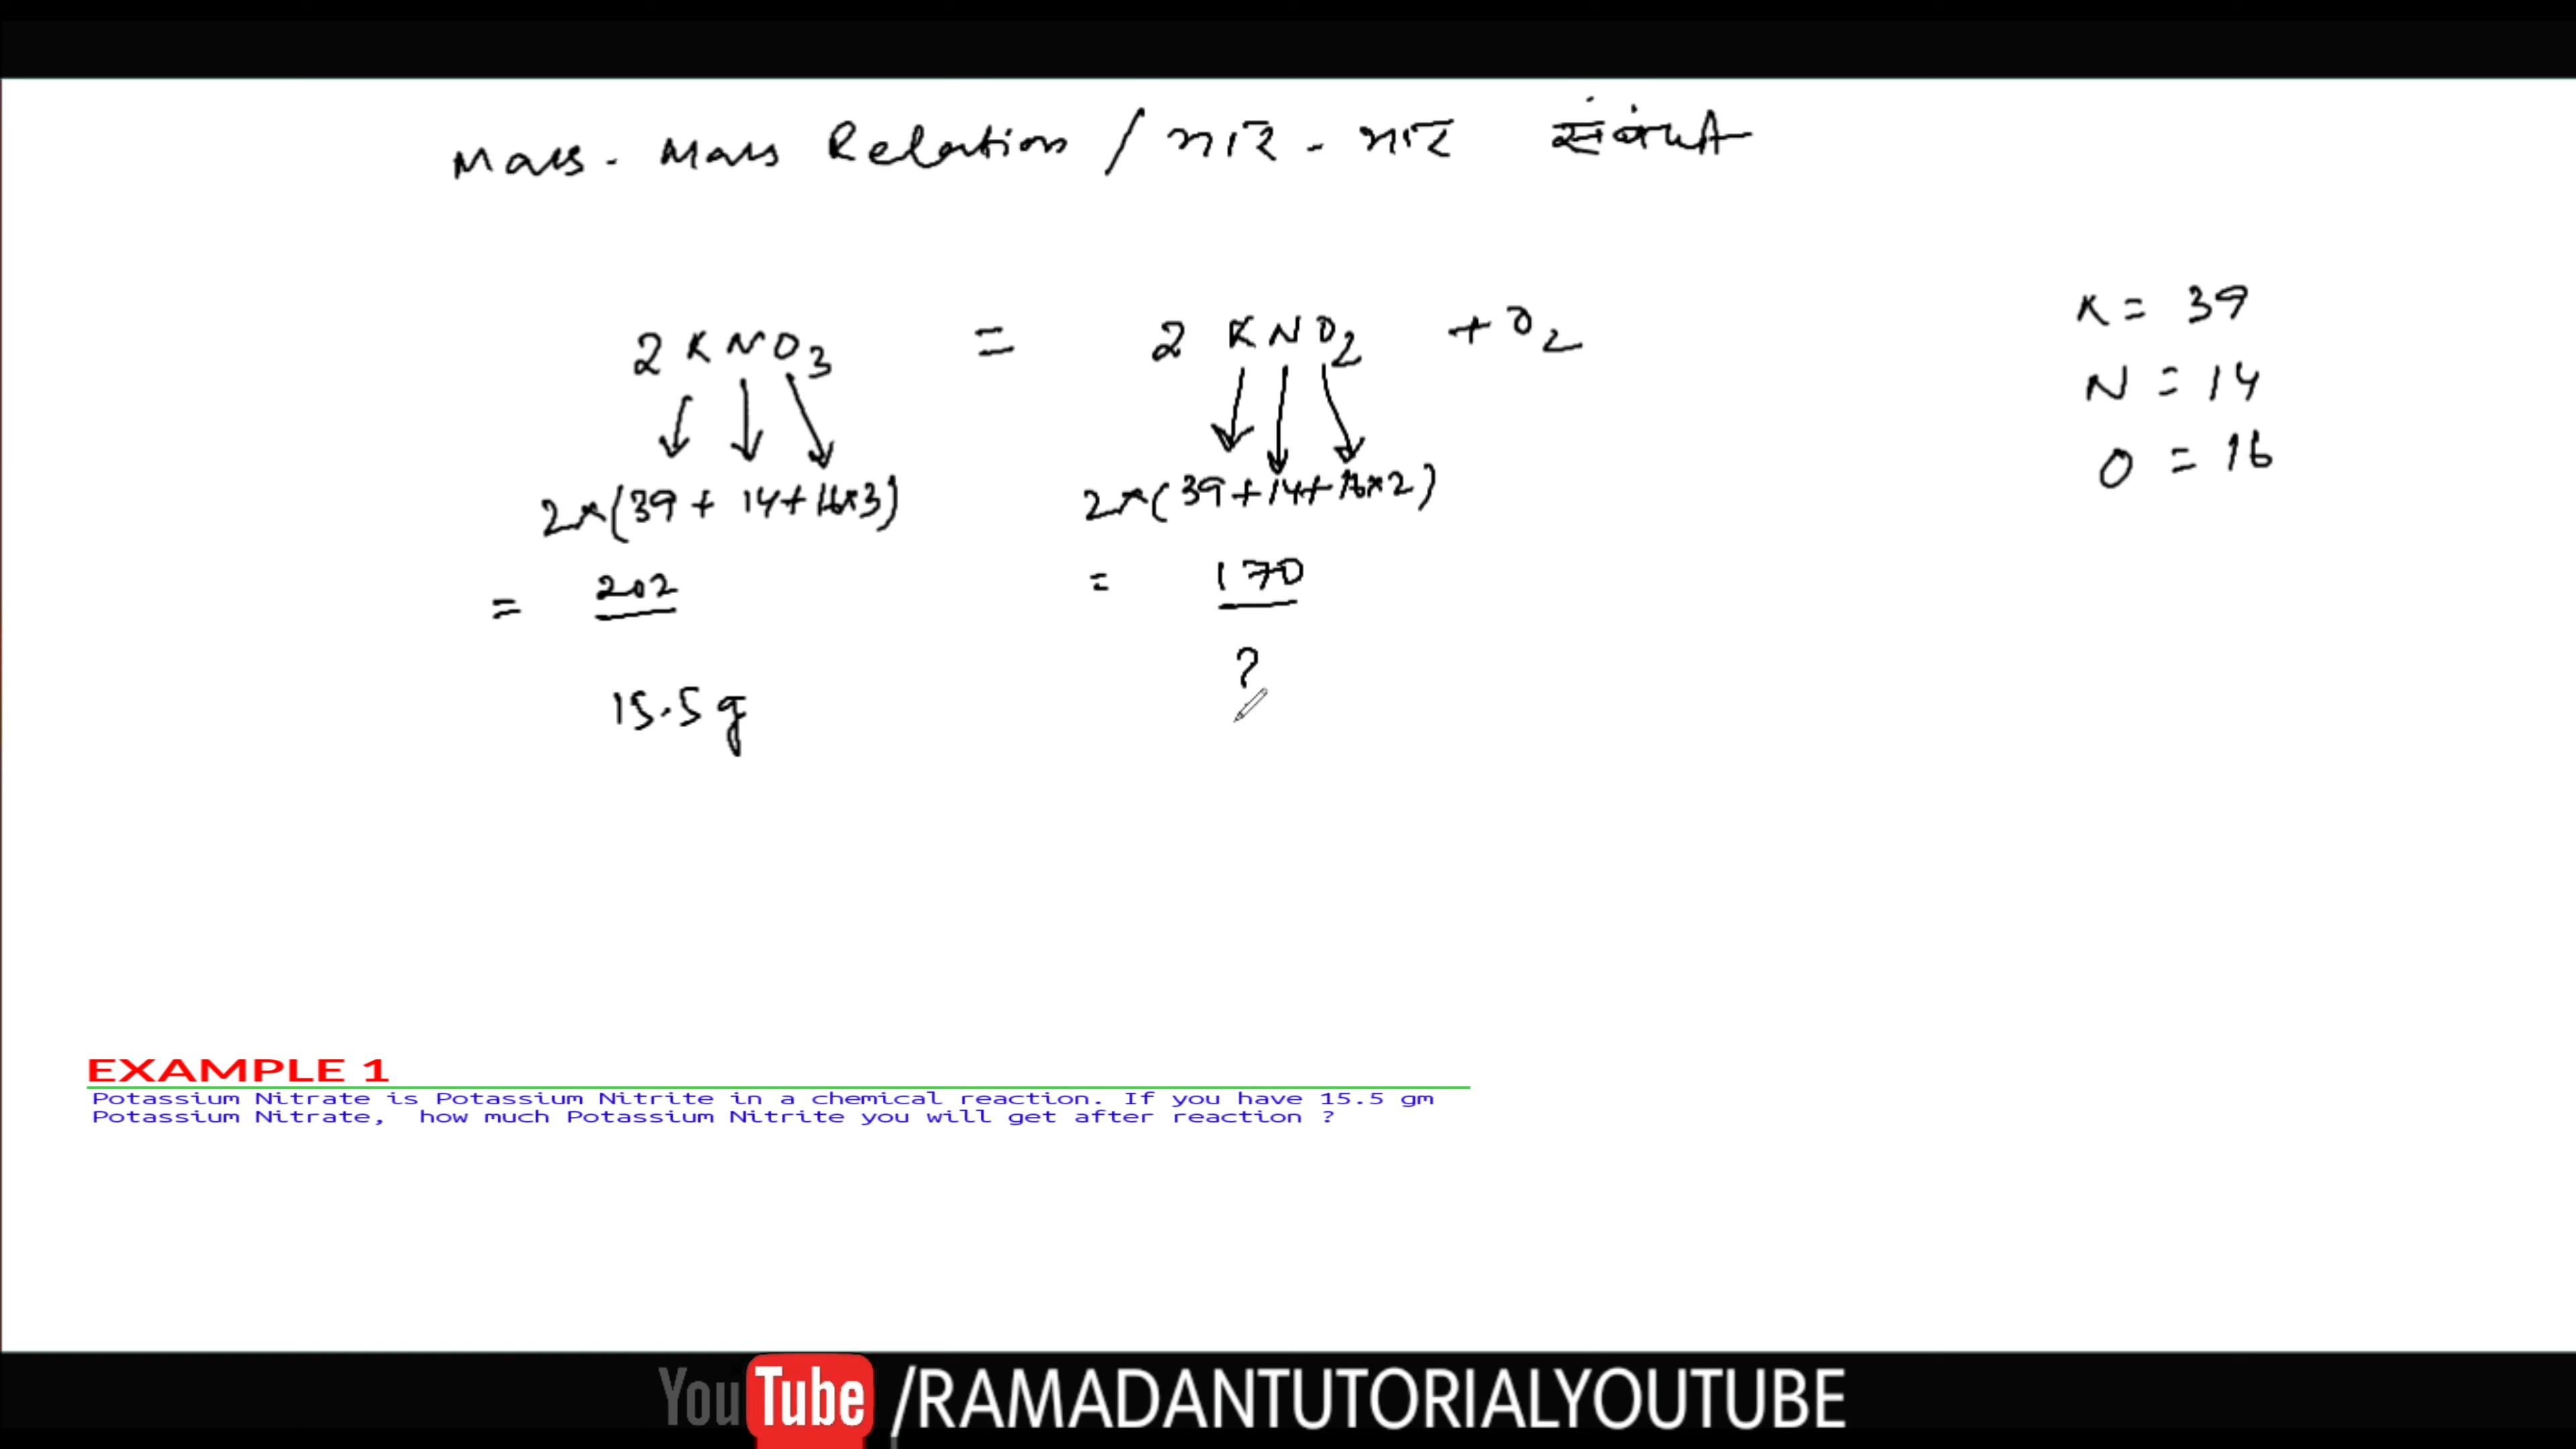 Mass - Mass Relation / भार - भार संबंध
2 KNO3 = 2 KNO2 + O2
K = 39
N = 14
O = 16
2×(39 + 14+16×3) 2×(39+14+16×2)
= 202 = 170
15.5 g ?
EXAMPLE 1
Potassium Nitrate is Potassium Nitrite in a chemical reaction. If you have 15.5 gm
Potassium Nitrate, how much Potassium Nitrite you will get after reaction ?
YouTube /RAMADANTUTORIALYOUTUBE